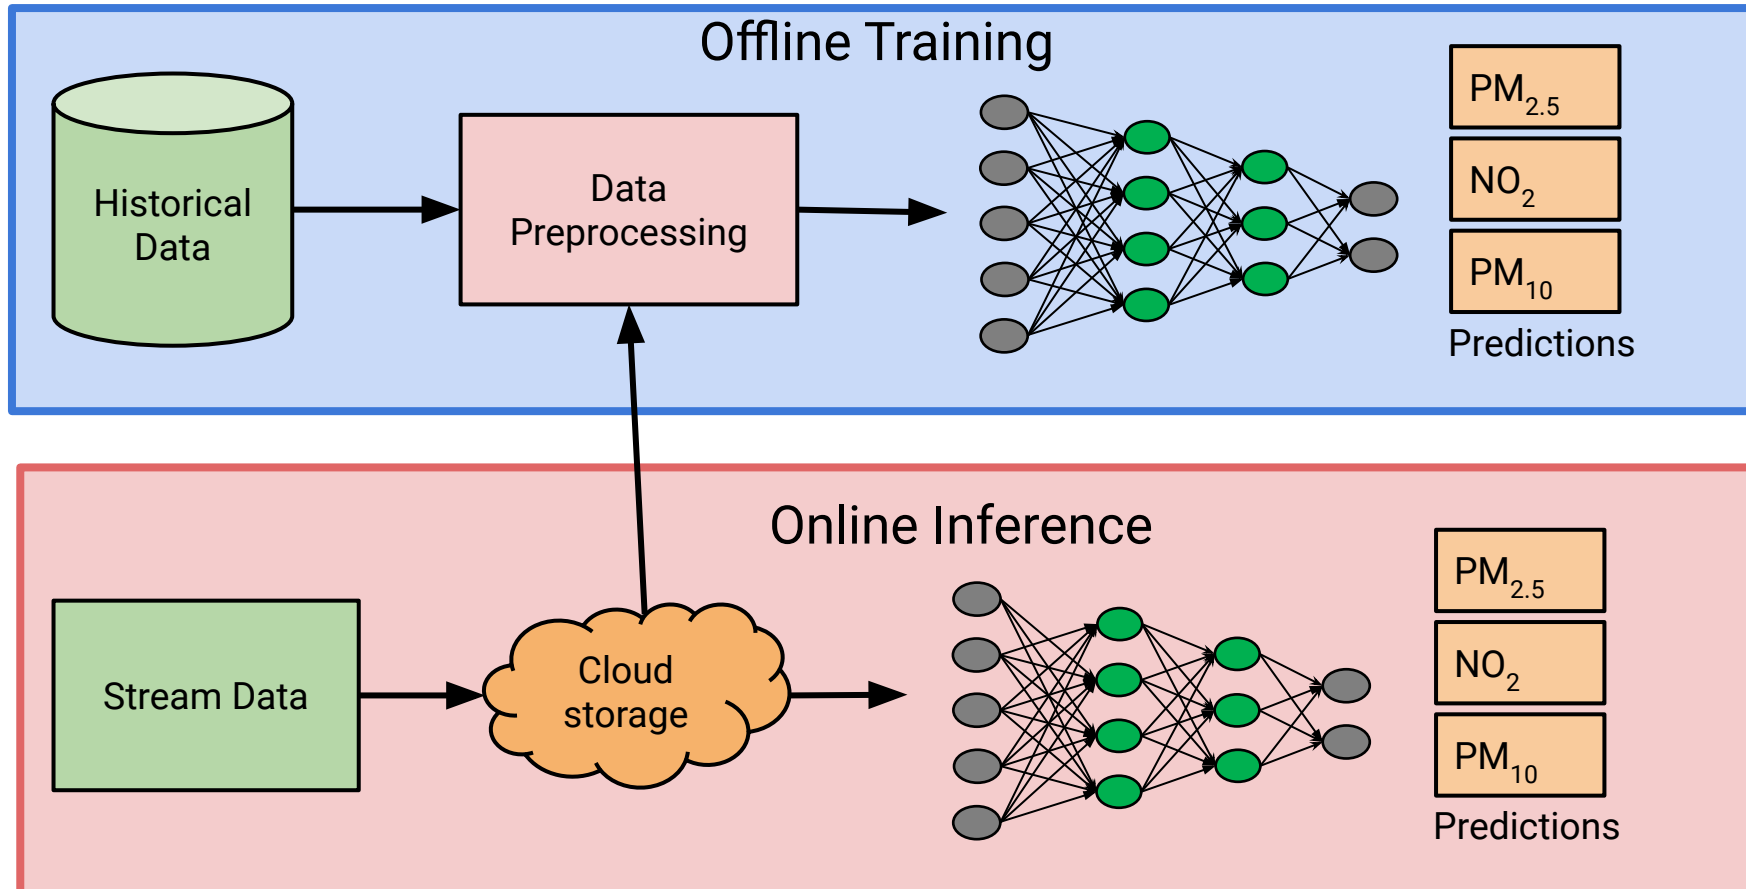 Offline Training
Historical
Data
Data
Preprocessing
PM2.5
NO2
PM10
Predictions
Online Inference
Stream Data
Cloud
storage
PM2.5
NO2
PM10
Predictions